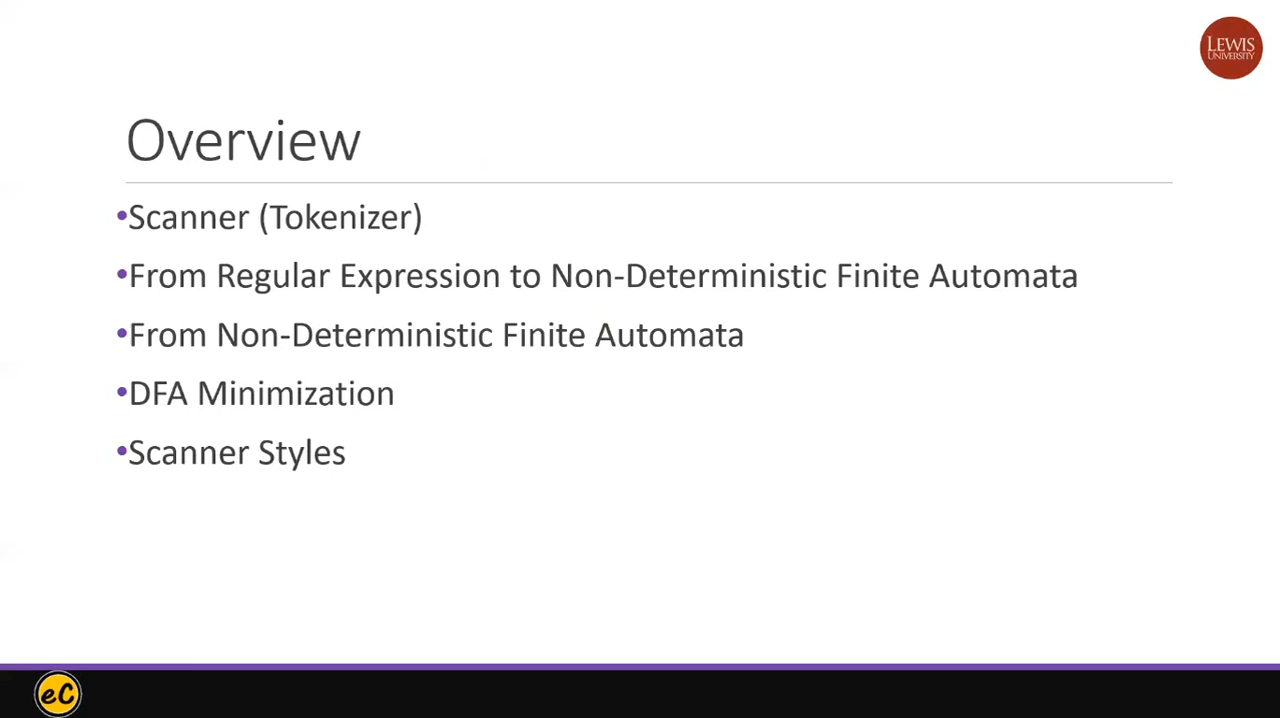 LEWIS
UNIVERSITY
Overview
•Scanner (Tokenizer)
•From Regular Expression to Non-Deterministic Finite Automata
•From Non-Deterministic Finite Automata
•DFA Minimization
•Scanner Styles
eC